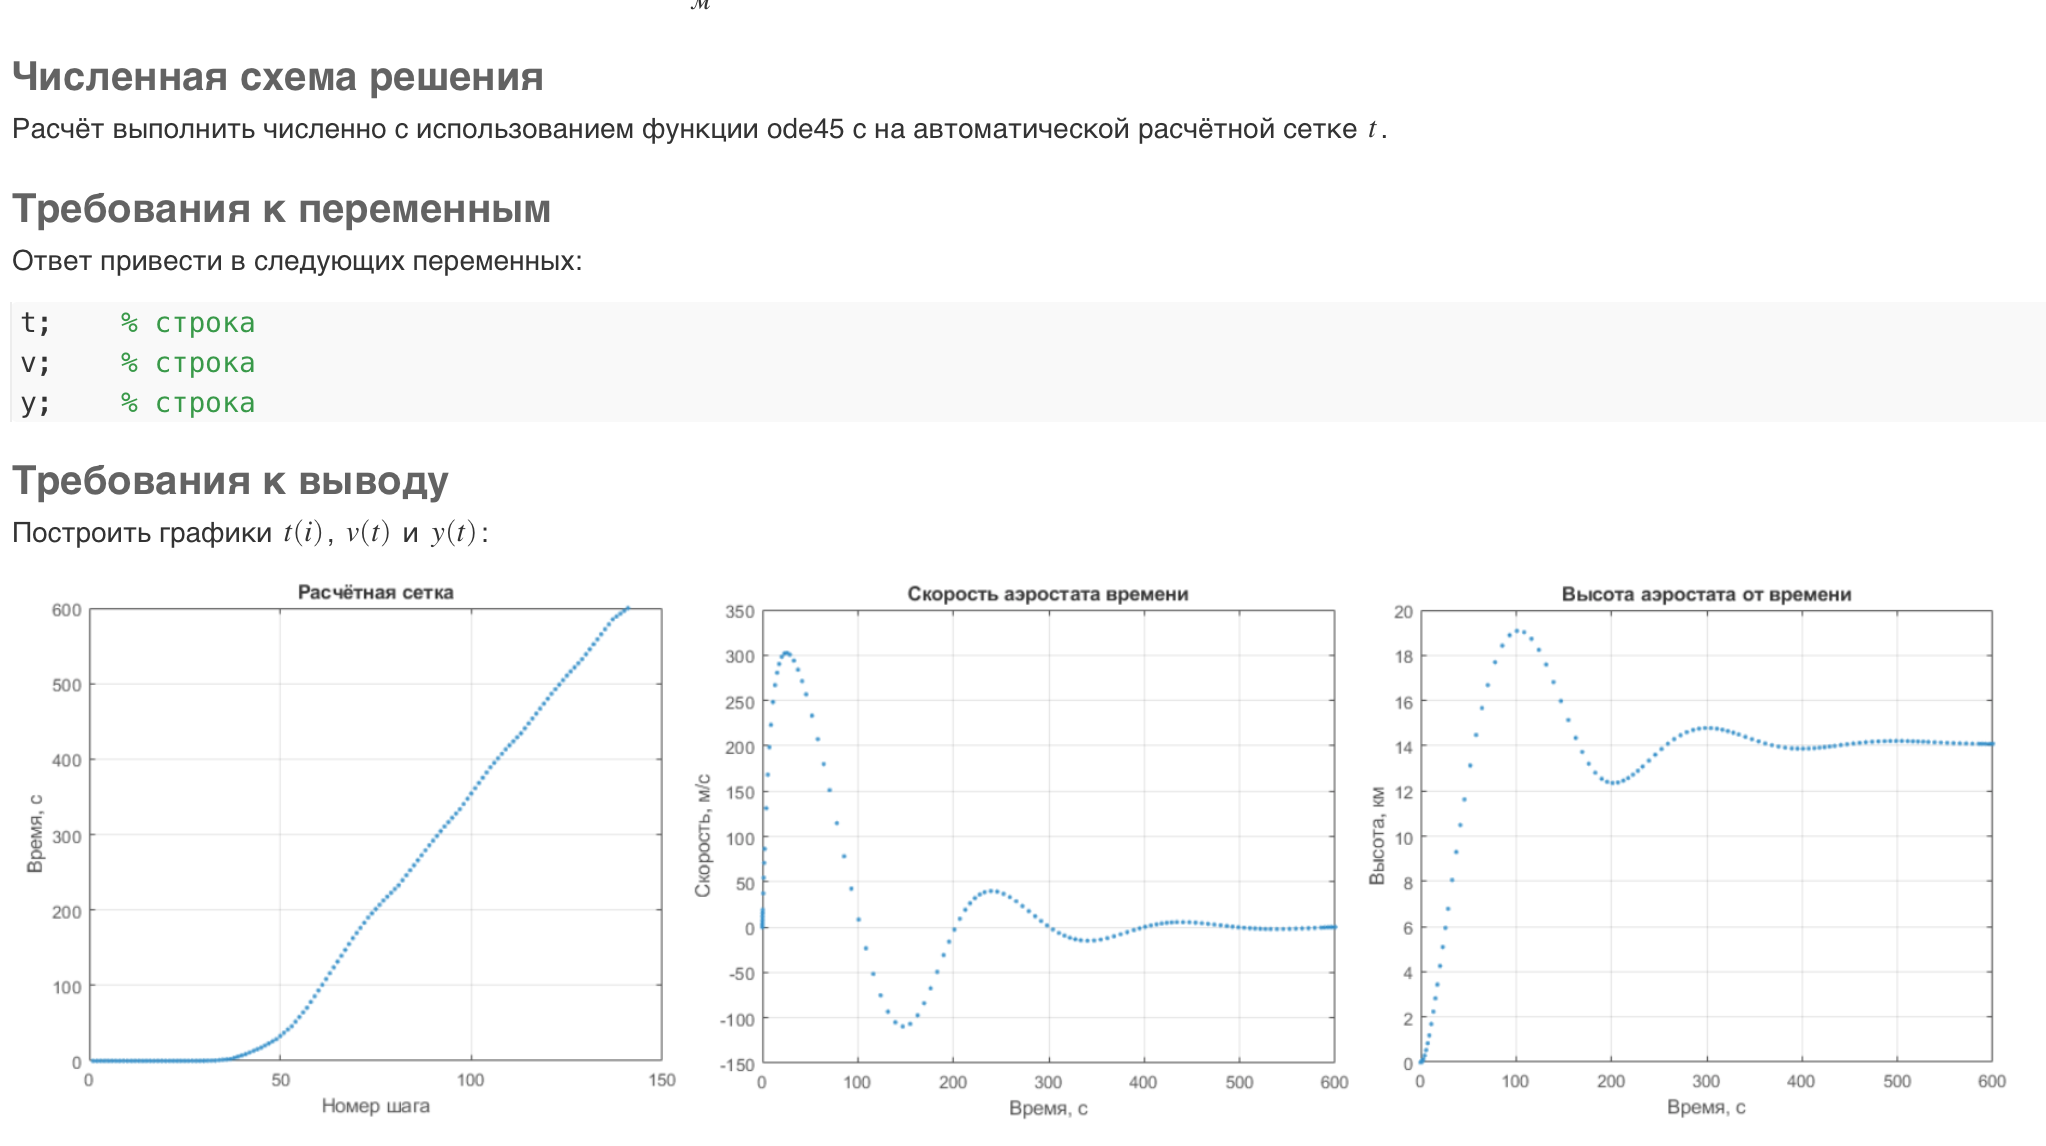 м
Численная схема решения
Расчёт выполнить численно с использованием функции ode45 с на автоматической расчётной сетке t.
Требования к переменным
Ответ привести в следующих переменных:
t; % строка
v; % строка
y; % строка
Требования к выводу
Построить графики t(i), v(t) и y(t):
Расчётная сетка
600
500
400
300
200
100
0
0 50 100 150
Время, с
Номер шага
Скорость аэростата времени
350
300
250
200
150
100
50
0
-50
-100
-150
0 100 200 300 400 500 600
Скорость, м/с
Время, с
Высота аэростата от времени
20
18
16
14
12
10
8
6
4
2
0
0 100 200 300 400 500 600
Высота, км
Время, с